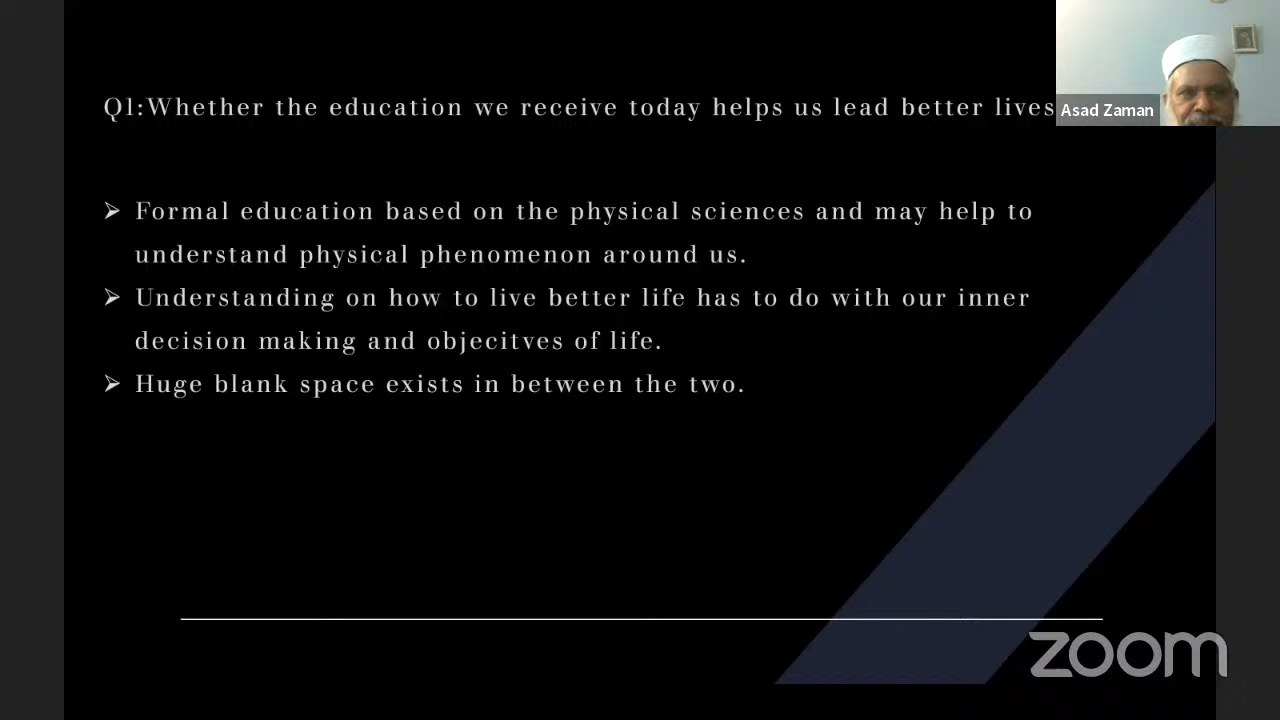 Q1:Whether the education we receive today helps us lead better lives
Asad Zaman
➢ Formal education based on the physical sciences and may help to
understand physical phenomenon around us.
➢ Understanding on how to live better life has to do with our inner
decision making and objecitves of life.
➢ Huge blank space exists in between the two.
zoom